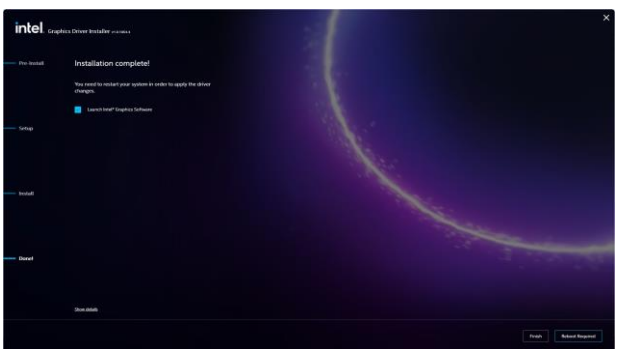 intel. Graphics Driver Installer
Pre-Install
Installation complete!
You need to restart your system in order to apply the driver
changes.
Launch Intel® Graphics Software
Setup
Install
Done!
Show details
Finish
Reboot Required